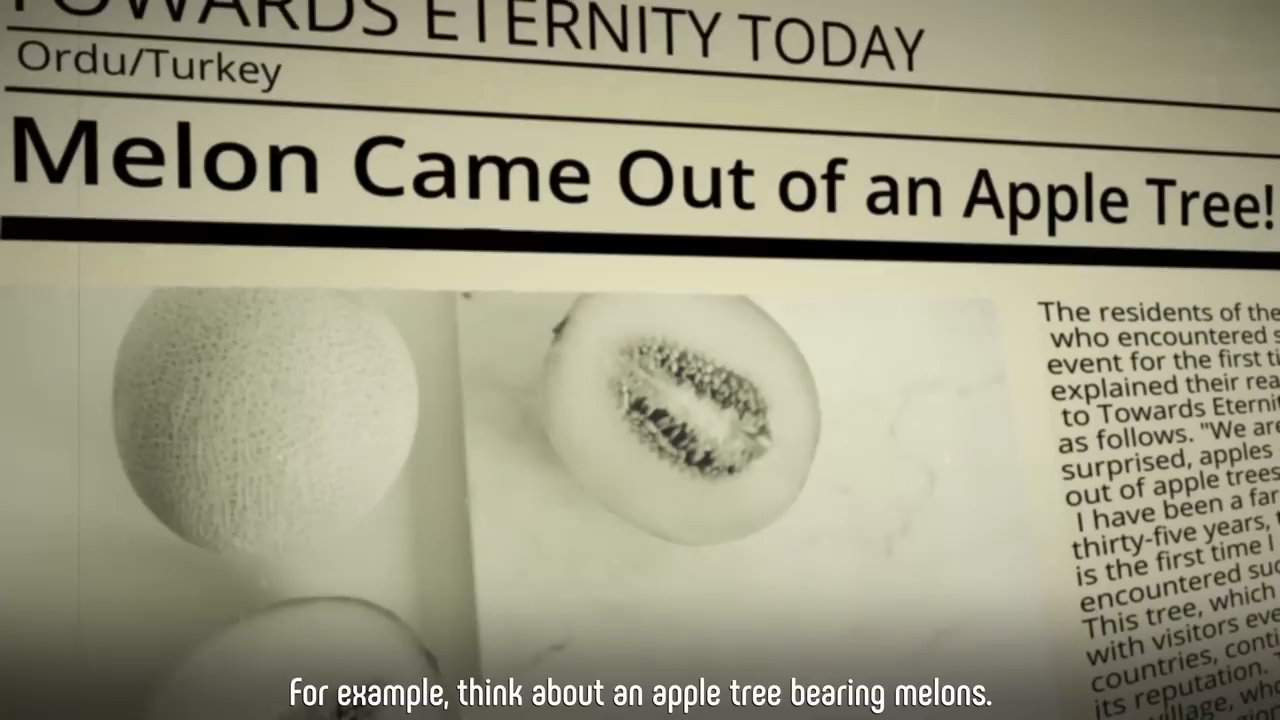 TOWARDS ETERNITY TODAY
Ordu/Turkey
Melon Came Out of an Apple Tree!
The residents of the
who encountered
event for the first
explained their
to Towards
as follows. "We are
surprised, apples
out of apple trees
I have been a
thirty-five years,
is the first time I
encountered
This tree, which
with visitors
countries,
its reputation.
For example, think about an apple tree bearing melons.